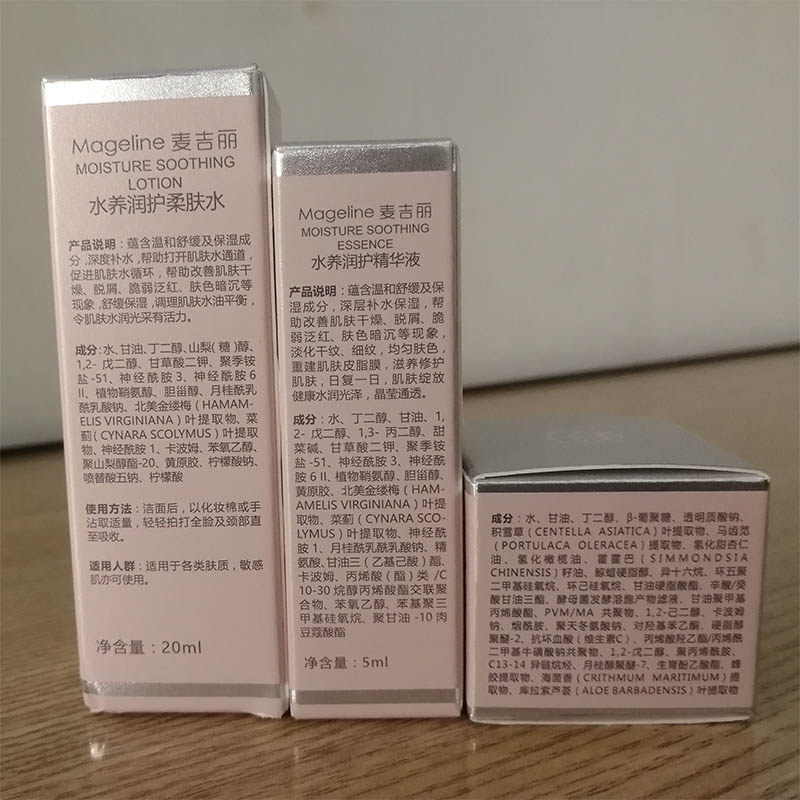 Mageline 麦吉丽
MOISTURE SOOTHING
LOTION
水养润护柔肤水
产品说明：蕴含温和舒缓及保湿成
分，深度补水，帮助打开肌肤水通道，
促进肌肤水循环，帮助改善肌肤干
燥、脱屑、脆弱泛红、肤色暗沉等
现象，舒缓保湿，调理肌肤水油平衡，
令肌肤水润光采有活力。
成分：水、甘油、丁二醇、山梨(糖)醇、
1,2-戊二醇、甘草酸二钾、聚季铵
盐-51、神经酰胺3、神经酰胺6
II、植物鞘氨醇、胆甾醇、月桂酰乳
酰乳酸钠、北美金缕梅(HAMAM-
ELIS VIRGINIANA)叶提取物、菜
蓟(CYNARA SCOLYMUS)叶提取
物、神经酰胺1、卡波姆、苯氧乙醇、
聚山梨醇酯-20、黄原胶、柠檬酸钠、
喷替酸五钠、柠檬酸
使用方法：洁面后，以化妆棉或手
沾取适量，轻轻拍打全脸及颈部直
至吸收。
适用人群：适用于各类肤质，敏感
肌亦可使用。
净含量：20ml
Mageline 麦吉丽
MOISTURE SOOTHING
ESSENCE
水养润护精华液
产品说明：蕴含温和舒缓及保
湿成分，深层补水保湿，帮
助改善肌肤干燥、脱屑、脆
弱泛红、肤色暗沉等现象，
淡化干纹、细纹，均匀肤色，
重建肌肤皮脂膜，滋养修护
肌肤，日复一日，肌肤绽放
健康水润光泽，晶莹通透。
成分：水、丁二醇、甘油、1,
2-戊二醇、1,3-丙二醇、甜
菜碱、甘草酸二钾、聚季铵
盐-51、神经酰胺3、神经酰
胺6 II、植物鞘氨醇、胆甾醇、
黄原胶、北美金缕梅(HAM-
AMELIS VIRGINIANA)叶提
取物、菜蓟(CYNARA SCO-
LYMUS)叶提取物、神经酰
胺1、月桂酰乳酰乳酸钠、精
氨酸、甘油三(乙基己酸)酯、
卡波姆、丙烯酸(酯)类/C
10-30烷醇丙烯酸酯交联聚
合物、苯氧乙醇、苯基聚三
甲基硅氧烷、聚甘油-10肉
豆蔻酸酯
净含量：5ml
成分：水、甘油、丁二醇、β-葡聚糖、透明质酸钠、
积雪草(CENTELLA ASIATICA)叶提取物、马齿苋
(PORTULACA OLERACEA)提取物、氢化甜杏仁
油、氢化橄榄油、霍霍巴(SIMMONDSIA
CHINENSIS)籽油、鲸蜡硬脂醇、异十六烷、环五聚
二甲基硅氧烷、环己硅氧烷、甘油硬脂酸酯、辛酸/癸
酸甘油三酯、酵母菌发酵溶胞产物滤液、甘油聚甲基
丙烯酸酯、PVM/MA 共聚物、1,2-己二醇、卡波姆
钠、烟酰胺、聚天冬氨酸钠、对羟基苯乙酮、硬脂醇
聚醚-2、抗坏血酸(维生素C)、丙烯酸羟乙酯/丙烯酰
二甲基牛磺酸钠共聚物、1,2-戊二醇、聚丙烯酰胺、
C13-14 异链烷烃、月桂醇聚醚-7、生育酚乙酸酯、蜂
胶提取物、海茴香(CRITHMUM MARITIMUM)提
取物、库拉索芦荟(ALOE BARBADENSIS)叶提取物